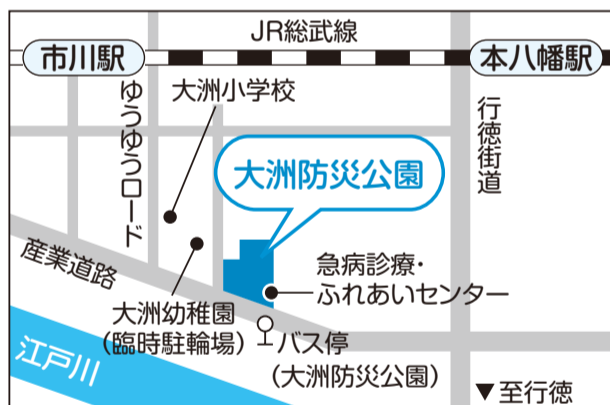 JR総武線
市川駅
本八幡駅
大洲小学校
ゆうゆうロード
行徳街道
大洲防災公園
産業道路
急病診療・
ふれあいセンター
大洲幼稚園
（臨時駐輪場）
バス停
（大洲防災公園）
江戸川
▼至行徳